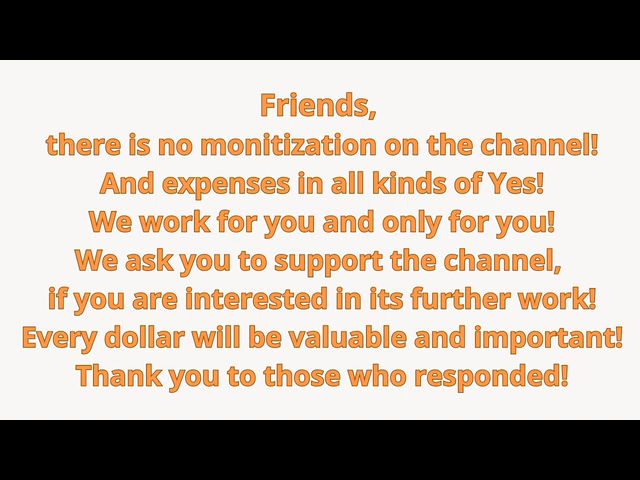 Friends,
there is no monitization on the channel!
And expenses in all kinds of Yes!
We work for you and only for you!
We ask you to support the channel,
if you are interested in its further work!
Every dollar will be valuable and important!
Thank you to those who responded!